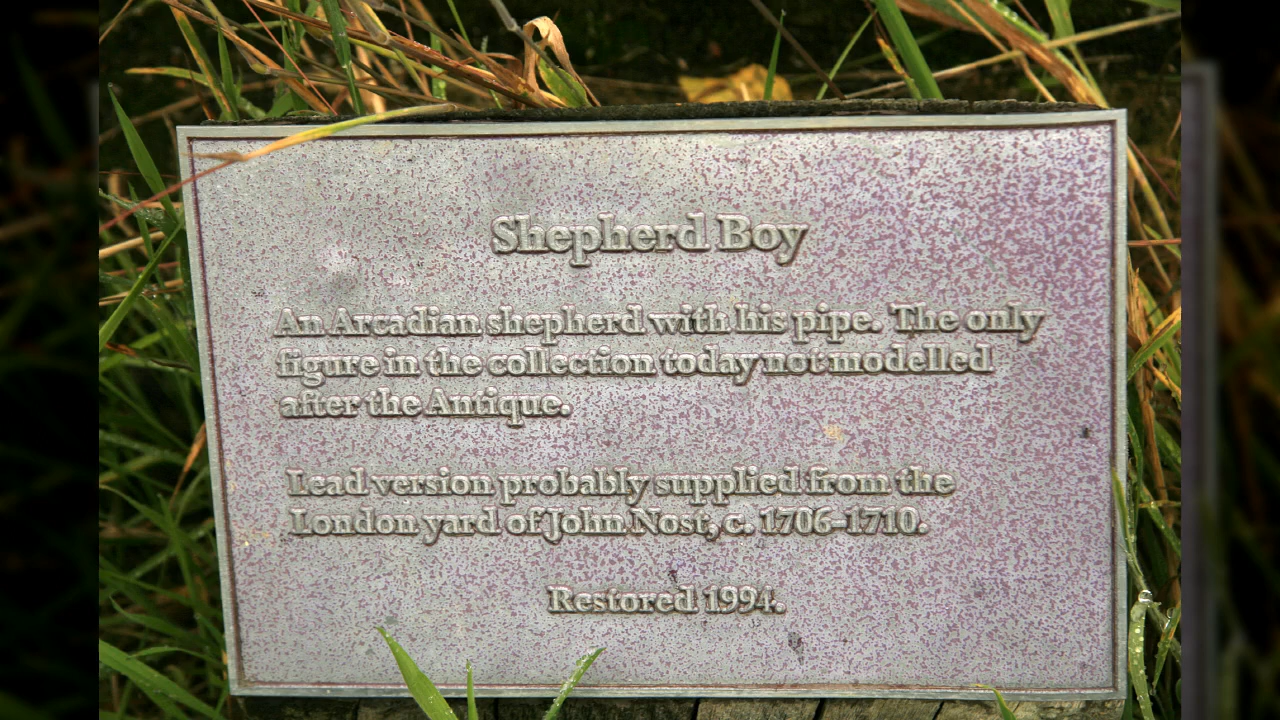 Shepherd Boy
An Arcadian shepherd with his pipe. The only
figure in the collection today not modelled
after the Antique.
Lead version probably supplied from the
London yard of John Nost, c. 1706-1710.
Restored 1994.